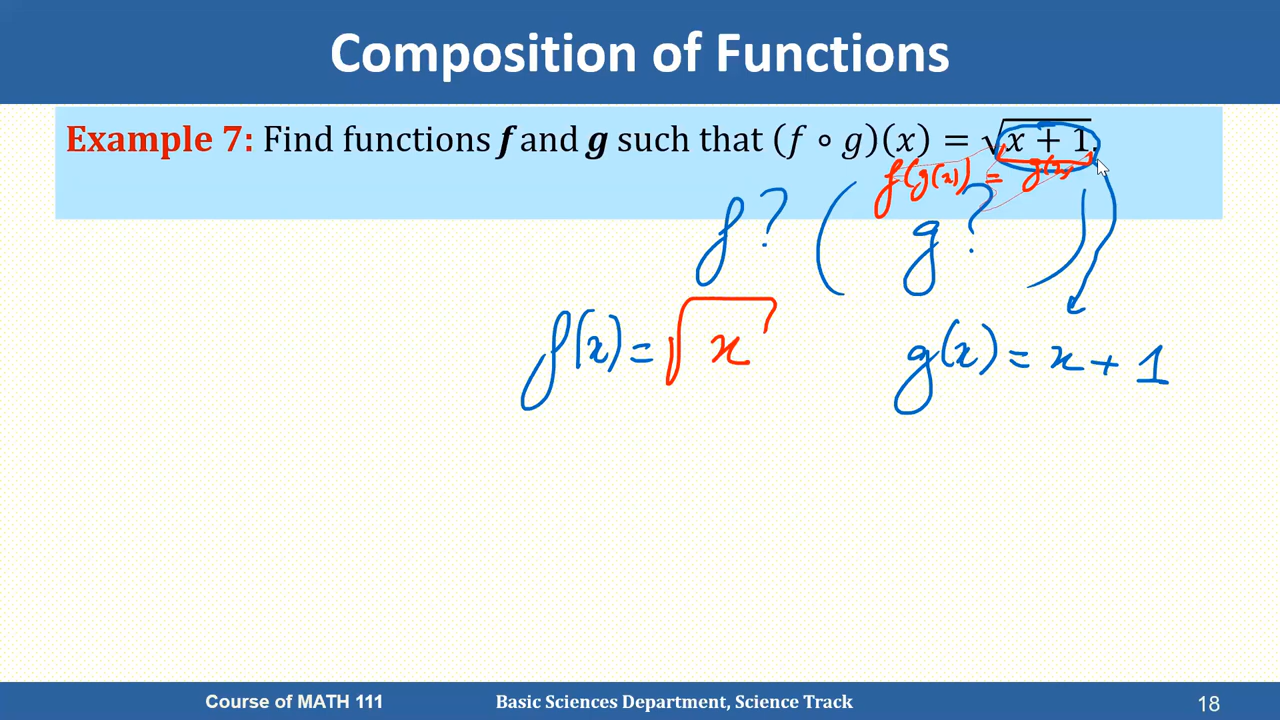 Composition of Functions
Example 7: Find functions f and g such that (f ∘ g)(x) = √(x + 1).
f(g(x)) = g(x)
f? ( g? )
f(x) = √x
g(x) = x + 1
Course of MATH 111
Basic Sciences Department, Science Track
18